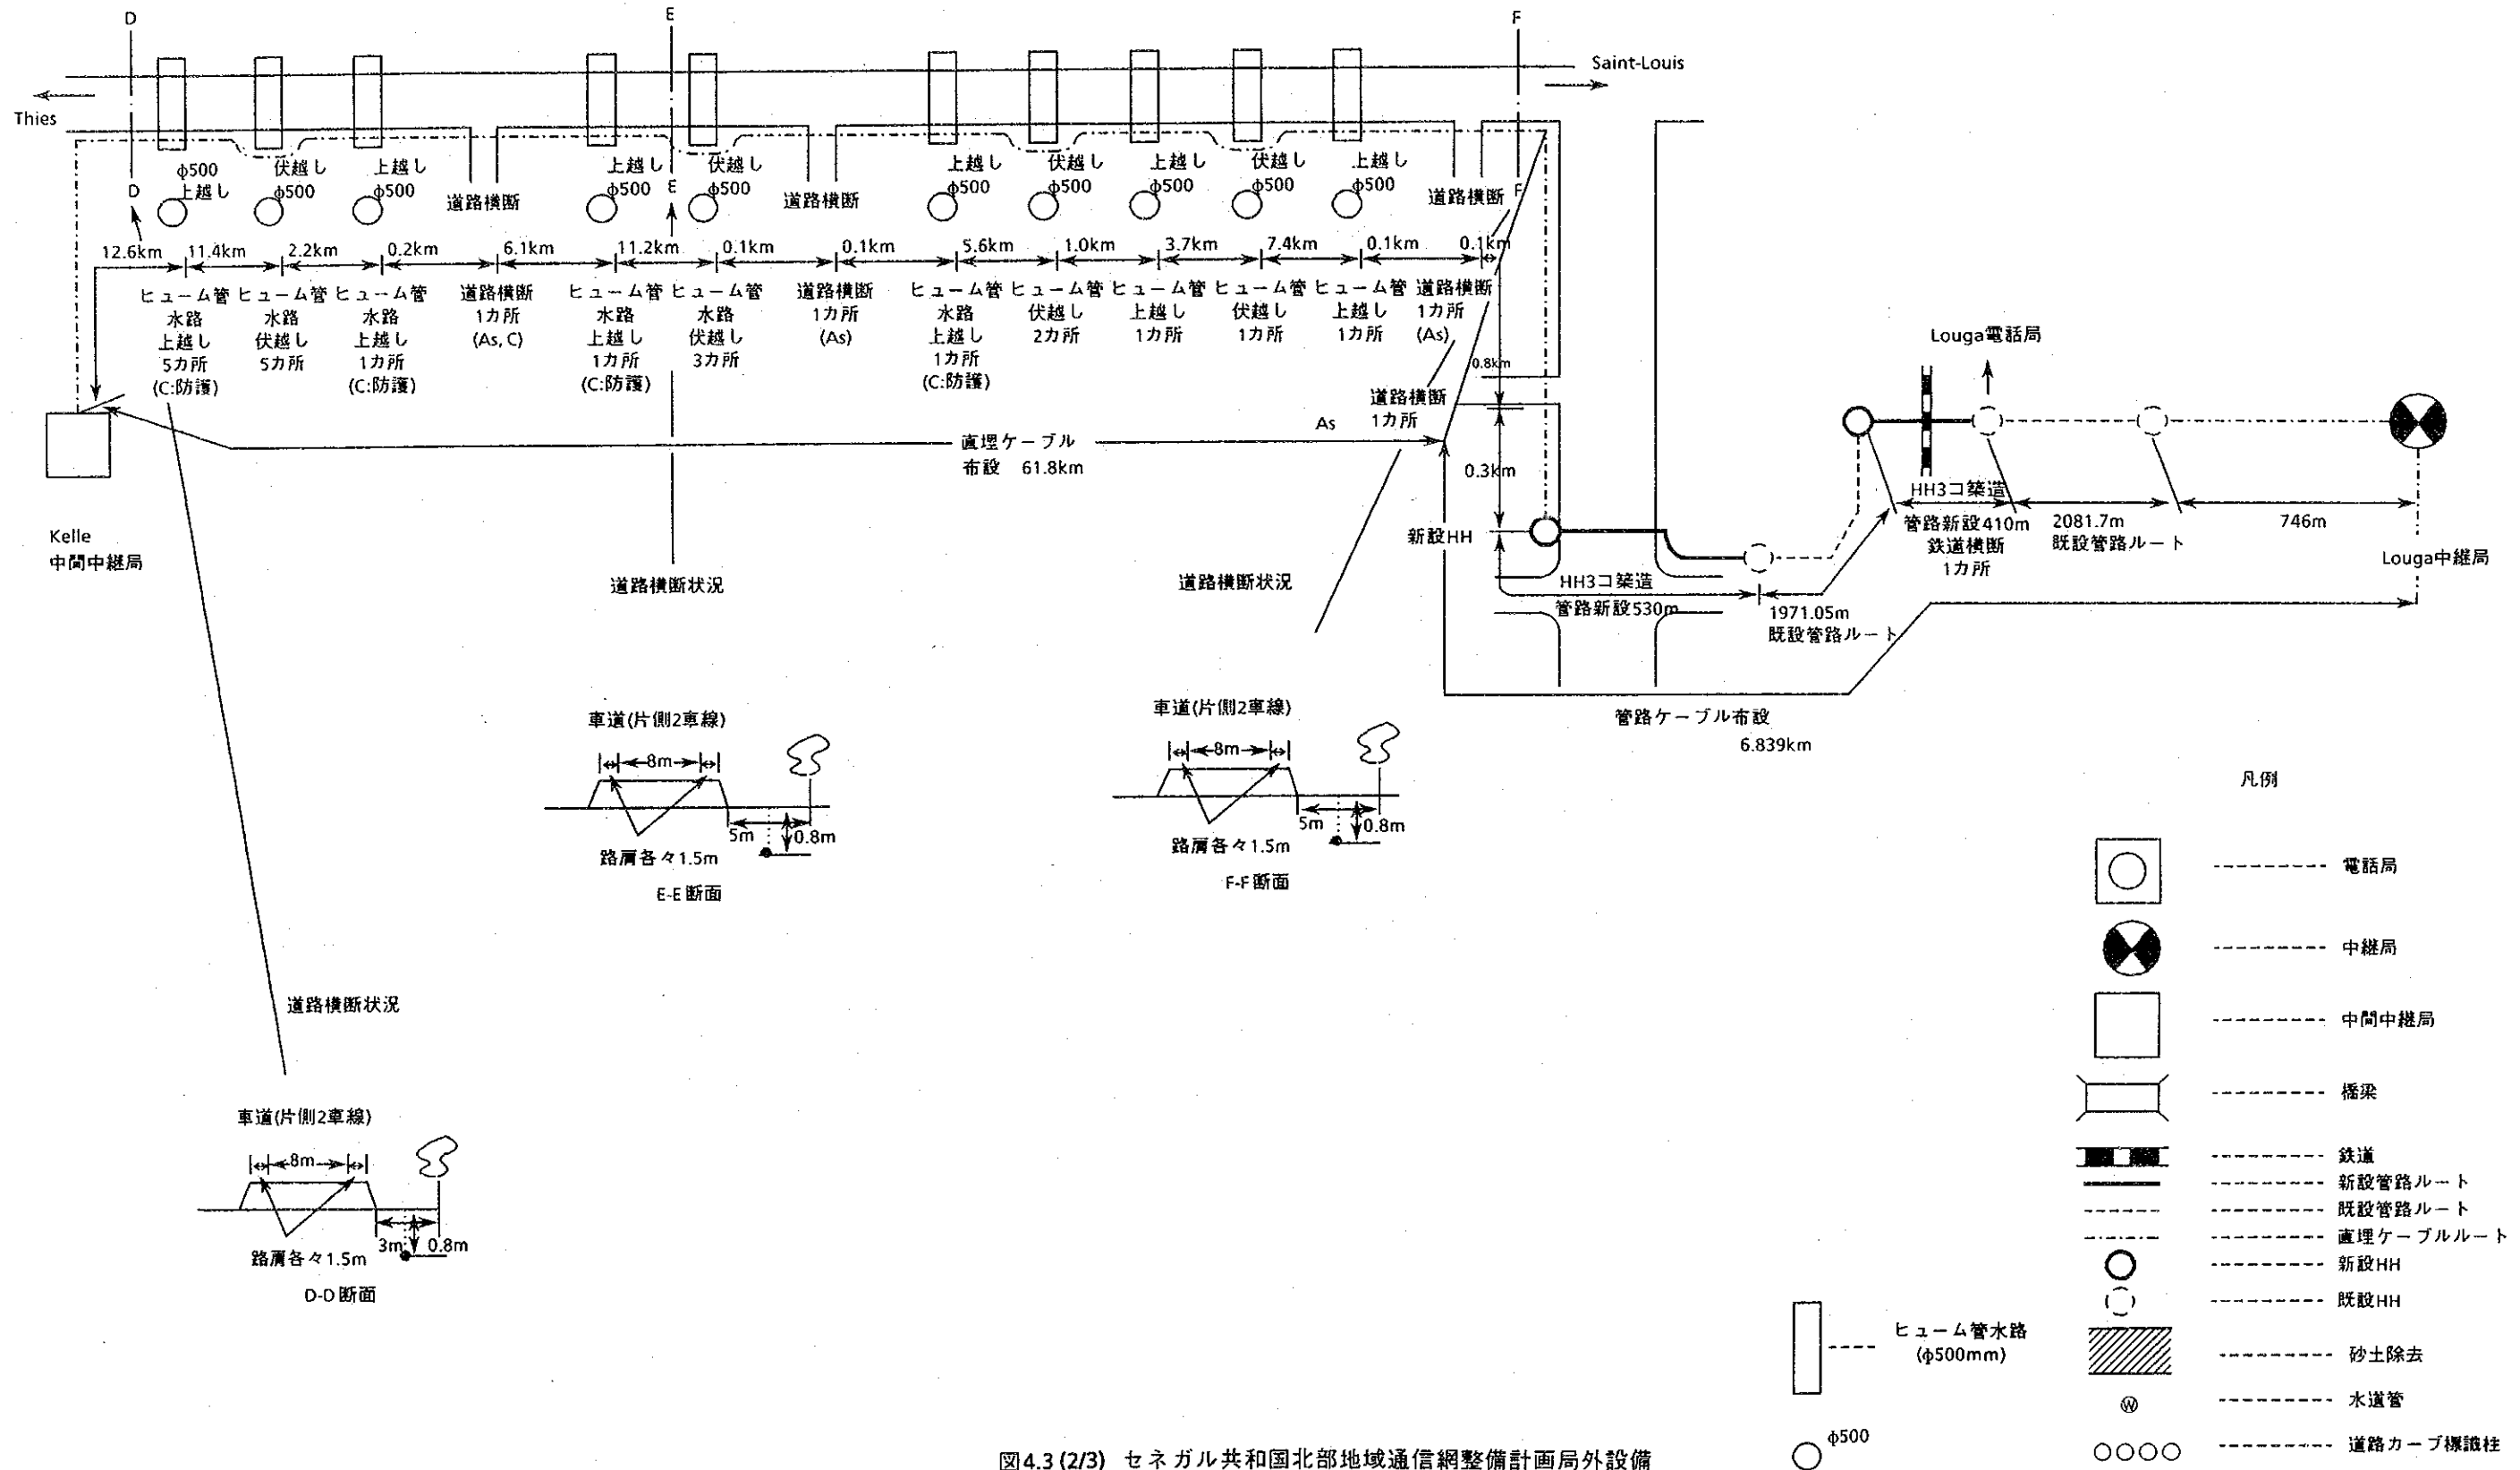 D
E
F
Saint-Louis
Thies
φ500
上越し
伏越し
φ500
上越し
φ500
道路横断
上越し
φ500
伏越し
φ500
道路横断
上越し
φ500
伏越し
φ500
上越し
φ500
伏越し
φ500
上越し
φ500
道路横断
D
E
F
12.6km
11.4km
2.2km
0.2km
6.1km
11.2km
0.1km
0.1km
5.6km
1.0km
3.7km
7.4km
0.1km
0.1km
ヒューム管
水路
上越し
5カ所
(C:防護)
ヒューム管
水路
伏越し
5カ所
ヒューム管
水路
上越し
1カ所
(C:防護)
道路横断
1カ所
(As, C)
ヒューム管
水路
上越し
1カ所
(C:防護)
ヒューム管
水路
伏越し
3カ所
道路横断
1カ所
(As)
ヒューム管
水路
上越し
1カ所
(C:防護)
ヒューム管
伏越し
2カ所
ヒューム管
上越し
1カ所
ヒューム管
伏越し
1カ所
ヒューム管
上越し
1カ所
道路横断
1カ所
(As)
0.8km
道路横断
1カ所
As
直埋ケーブル
布設 61.8km
0.3km
新設HH
Kelle
中間中継局
道路横断状況
道路横断状況
HH3コ築造
管路新設530m
1971.05m
既設管路ルート
Louga電話局
HH3コ築造
管路新設410m
鉄道横断
1カ所
2081.7m
既設管路ルート
746m
Louga中継局
管路ケーブル布設
6.839km
車道(片側2車線)
8m
5m
0.8m
路肩各々1.5m
E-E断面
車道(片側2車線)
8m
5m
0.8m
路肩各々1.5m
F-F断面
道路横断状況
車道(片側2車線)
8m
3m
0.8m
路肩各々1.5m
D-D断面
凡例
電話局
中継局
中間中継局
橋梁
鉄道
新設管路ルート
既設管路ルート
直埋ケーブルルート
新設HH
既設HH
砂土除去
W
水道管
道路カーブ標識柱
ヒューム管水路
(φ500mm)
φ500
図4.3 (2/3) セネガル共和国北部地域通信網整備計画局外設備